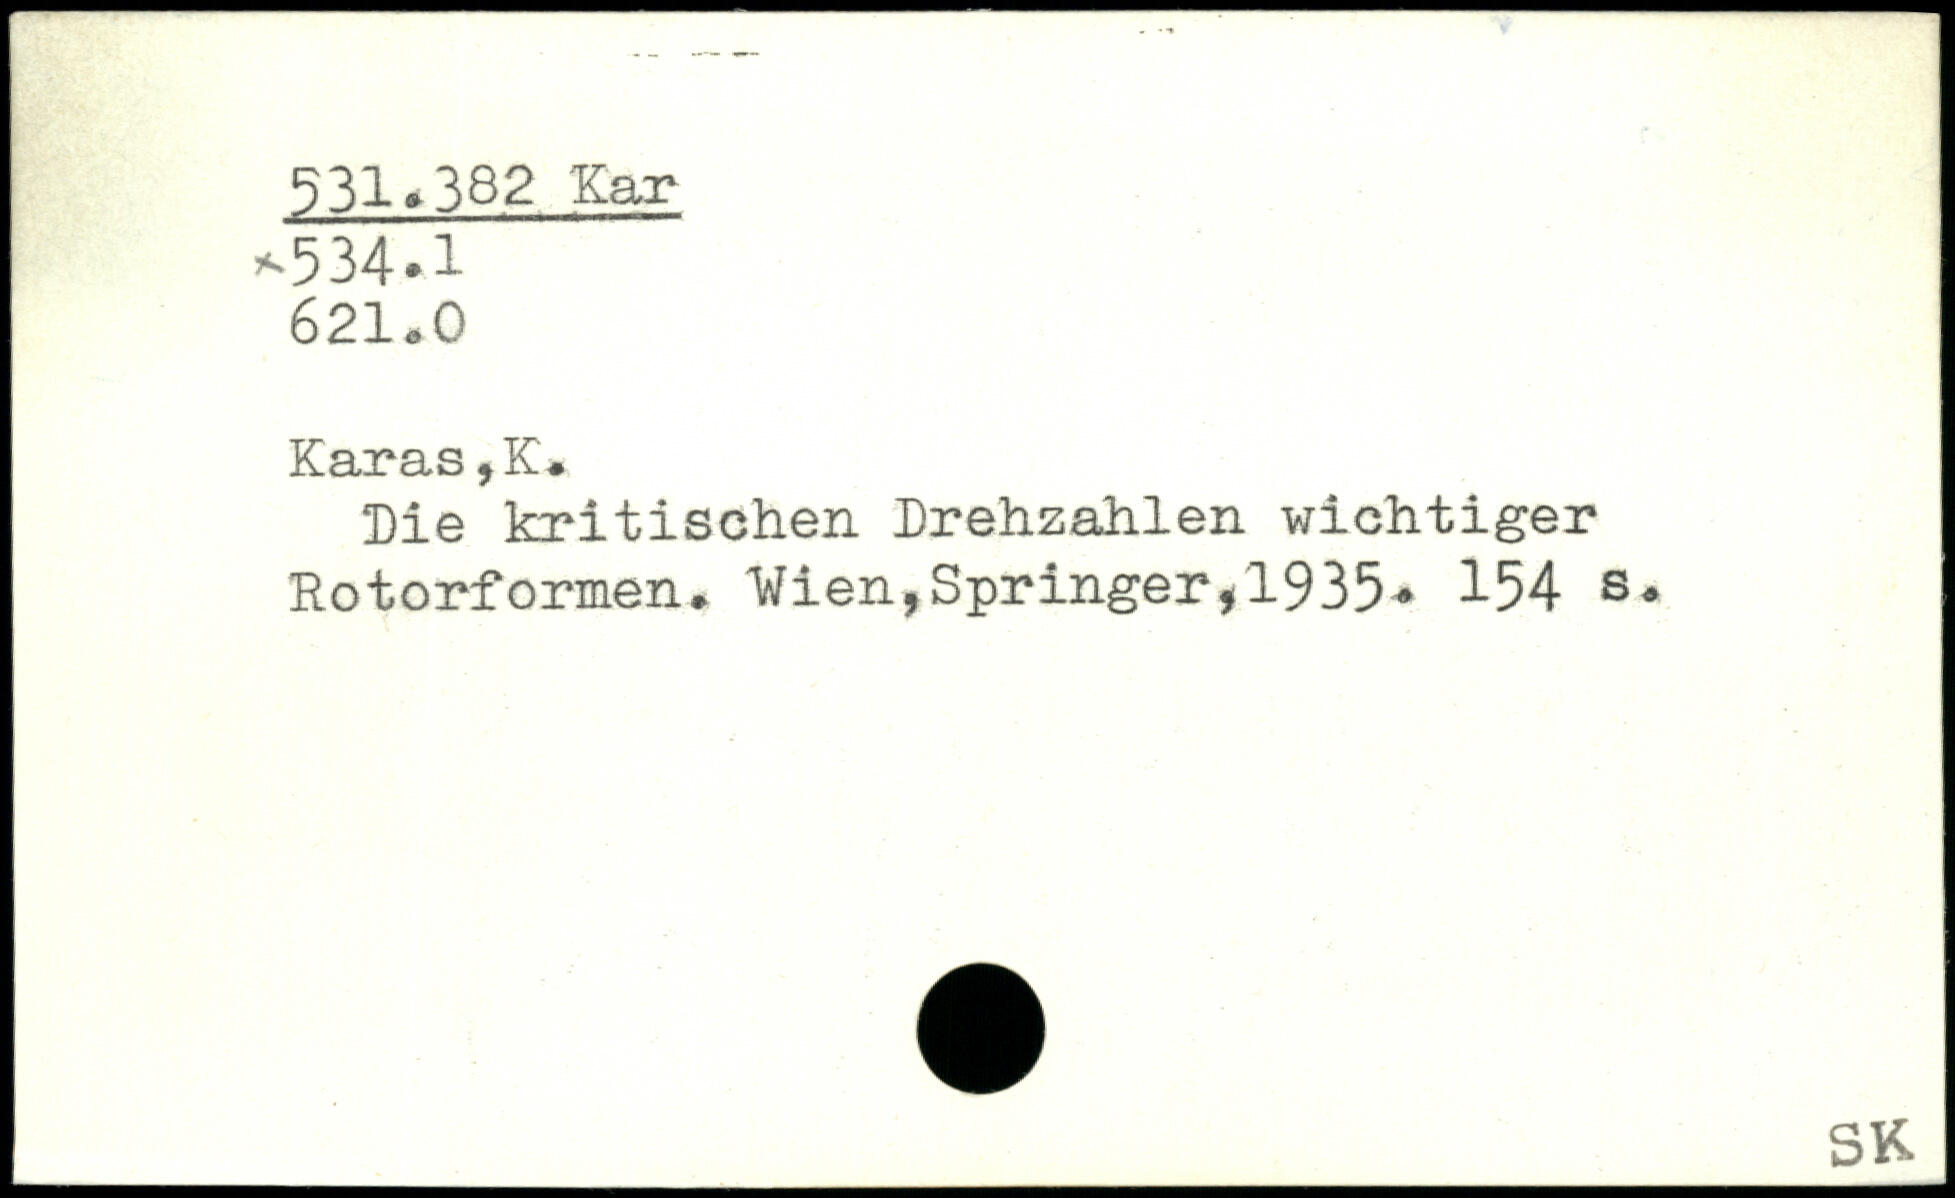 531.382 Kar
×534.1
621.0
Karas,K.
Die kritischen Drehzahlen wichtiger
Rotorformen. Wien,Springer,1935. 154 s.
SK